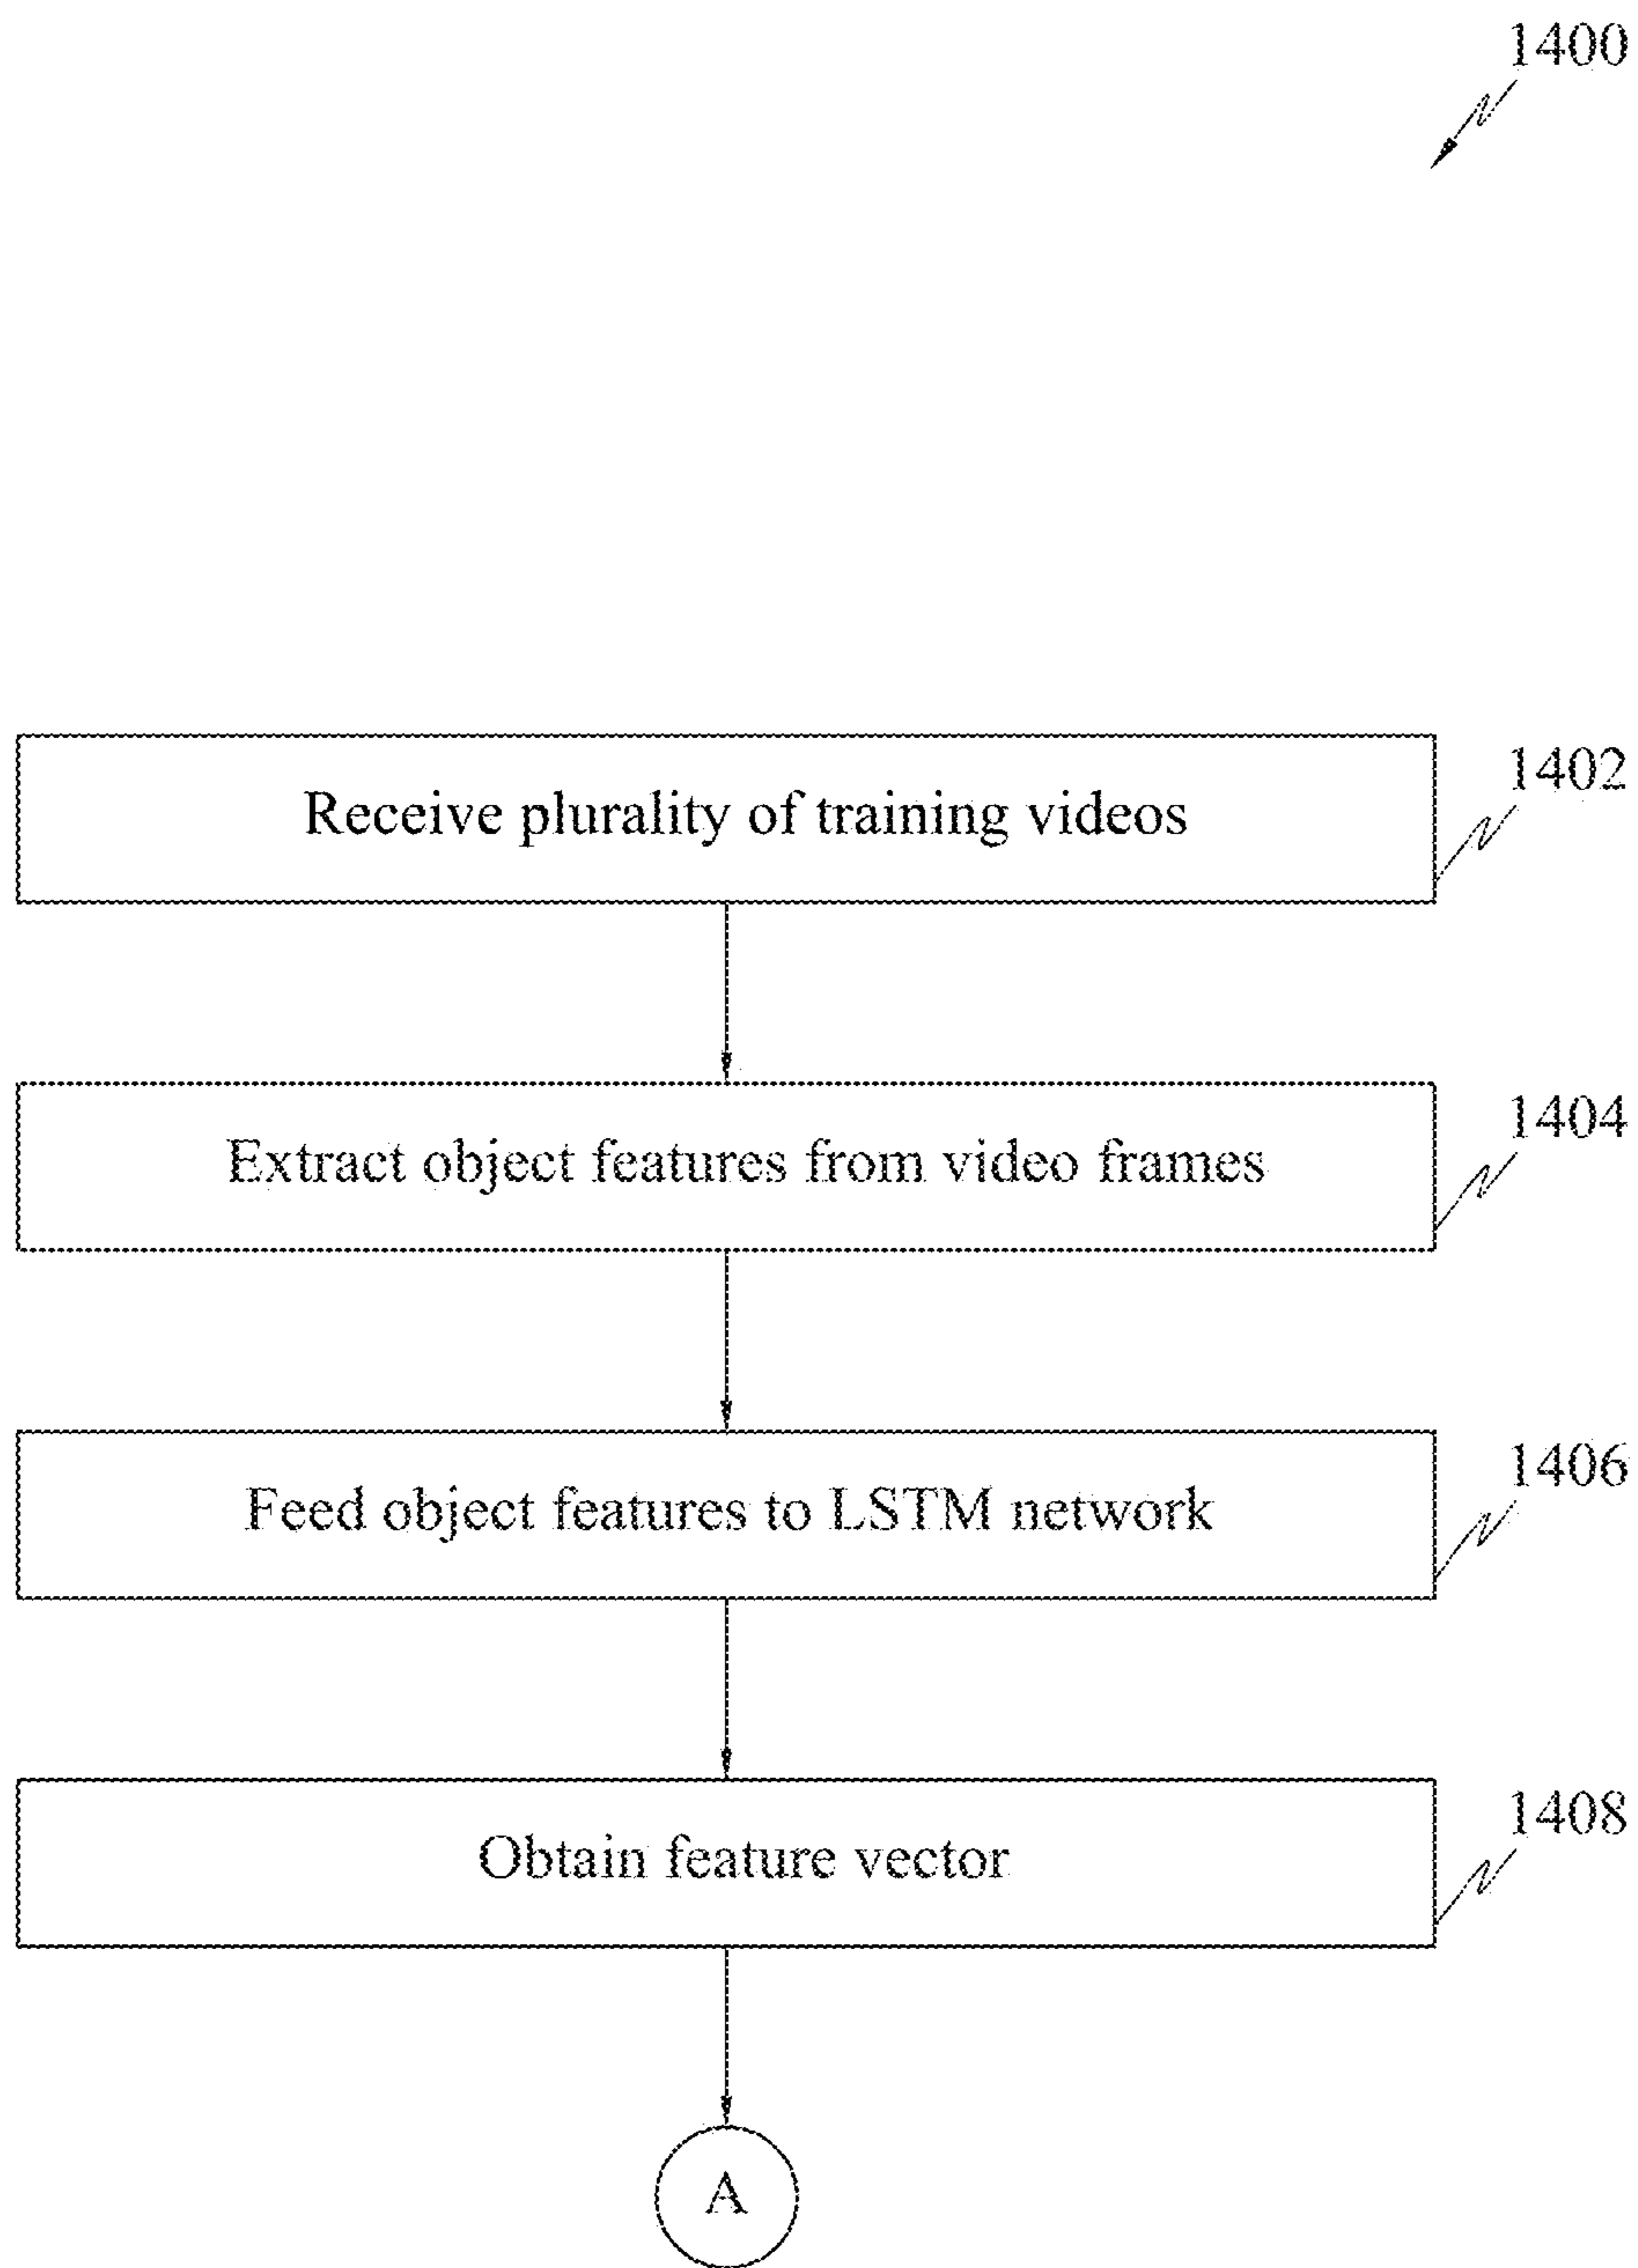 1400
Receive plurality of training videos
1402
Extract object features from video frames
1404
Feed object features to LSTM network
1406
Obtain feature vector
1408
A